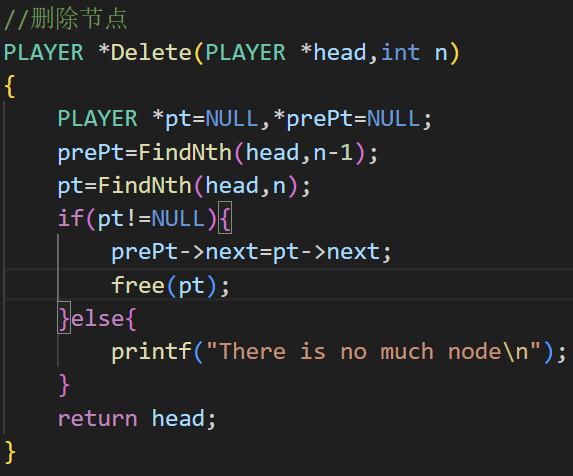 //删除节点
PLAYER *Delete(PLAYER *head,int n)
{
    PLAYER *pt=NULL,*prePt=NULL;
    prePt=FindNth(head,n-1);
    pt=FindNth(head,n);
    if(pt!=NULL){
        prePt->next=pt->next;
        free(pt);
    }else{
        printf("There is no much node\n");
    }
    return head;
}